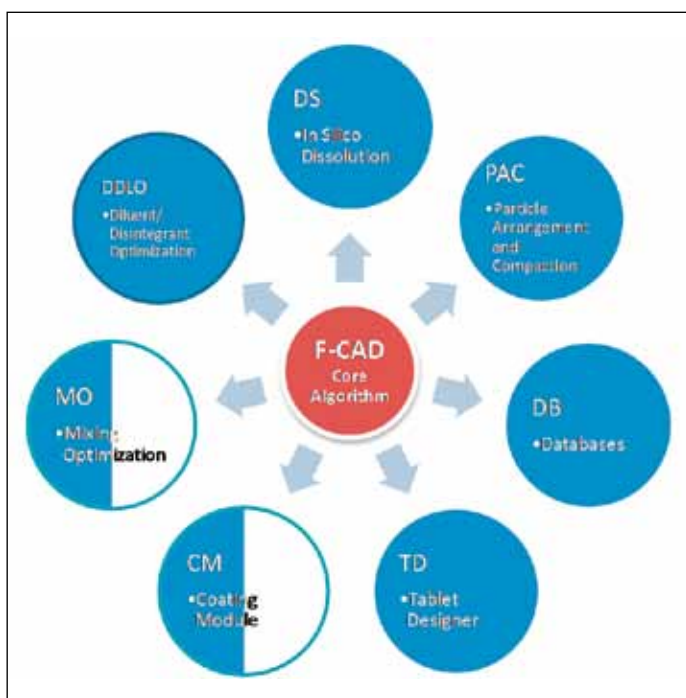 DS
•In Silico
Dissolution
PAC
•Particle
Arrangement
and
Compaction
DB
•Databases
TD
•Tablet
Designer
CM
•Coating
Module
MO
•Mixing
Optimization
DDLO
•Diluent/
Disintegrant
Optimization
F-CAD
Core
Algorithm